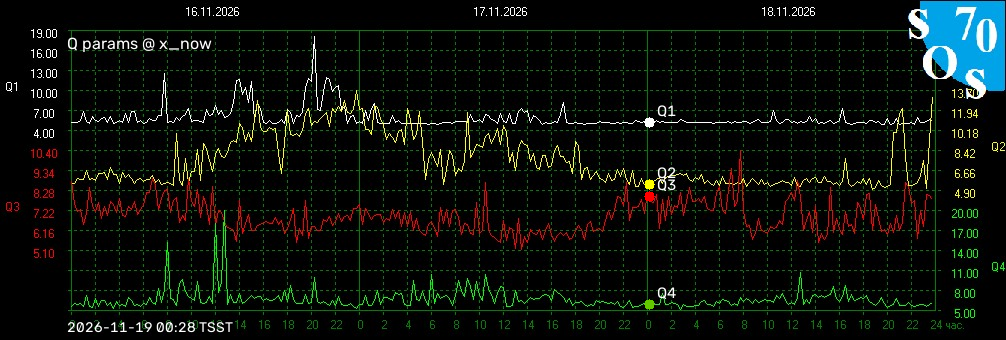 16.11.2026 17.11.2026 18.11.2026
S 70
O
S
Q params @ x_now
19.00
16.00
13.00
Q1
10.00
7.00
4.00
Q1
13.70
11.94
10.18
Q2
8.42
6.66
4.90
10.40
9.34
8.28
Q3
7.22
6.16
5.10
Q2
Q3
20.00
17.00
14.00
11.00
Q4
8.00
5.00
Q4
2026-11-19 00:28 TSST
14 16 18 20 22 0 2 4 6 8 10 12 14 16 18 20 22 0 2 4 6 8 10 12 14 16 18 20 22 24 час.